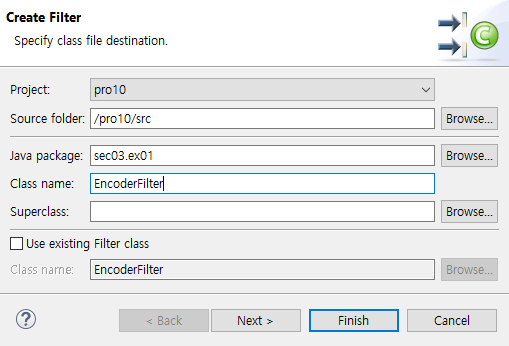 Create Filter
Specify class file destination.
Project: pro10
Source folder: /pro10/src Browse...
Java package: sec03.ex01 Browse...
Class name: EncoderFilter
Superclass: Browse...
Use existing Filter class
Class name: EncoderFilter Browse...
? < Back Next > Finish Cancel